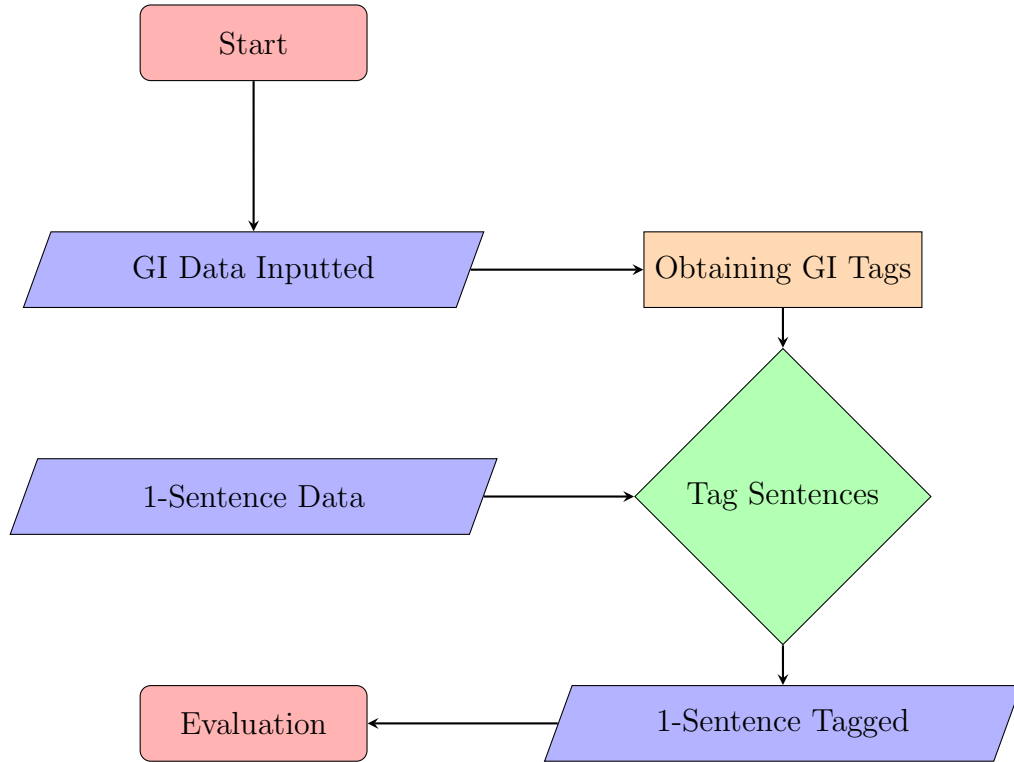 Start
GI Data Inputted
Obtaining GI Tags
1-Sentence Data
Tag Sentences
Evaluation
1-Sentence Tagged